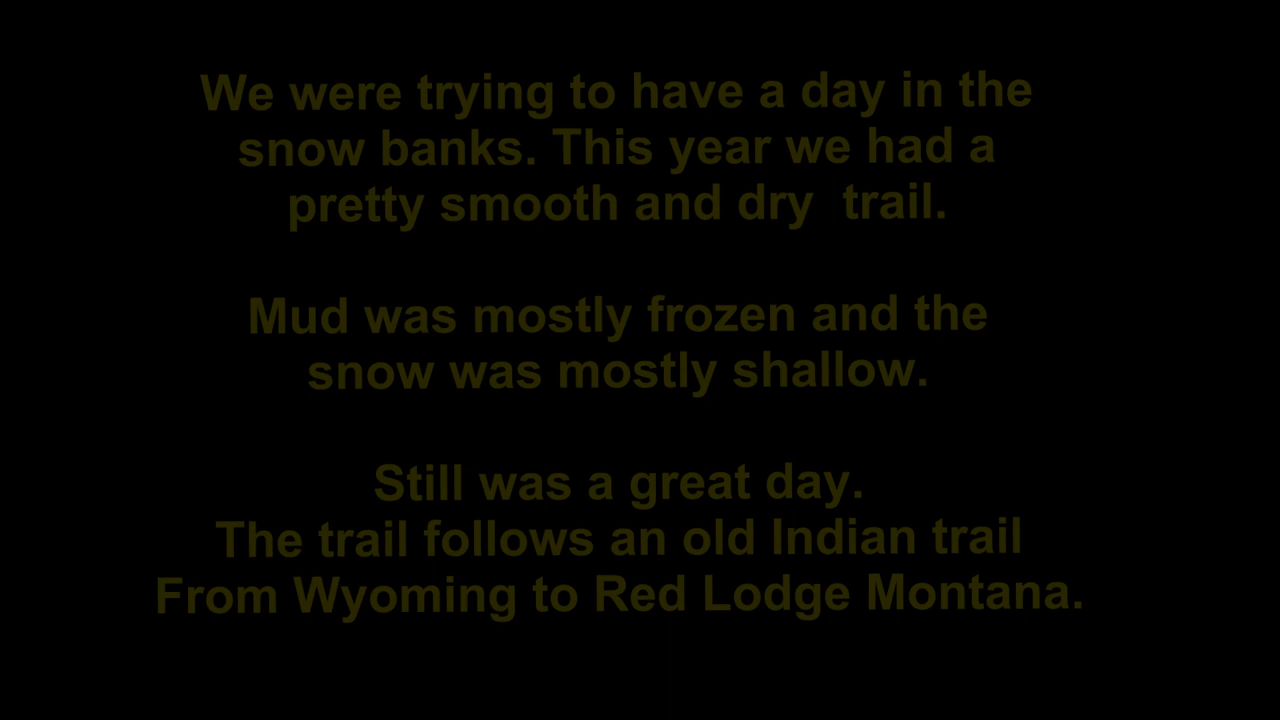 We were trying to have a day in the
snow banks. This year we had a
pretty smooth and dry  trail.
Mud was mostly frozen and the
snow was mostly shallow.
Still was a great day.
The trail follows an old Indian trail
From Wyoming to Red Lodge Montana.